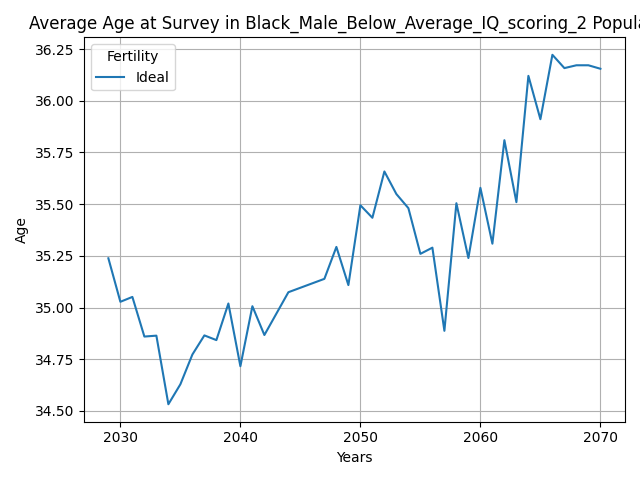 Average Age at Survey in Black_Male_Below_Average_IQ_scoring_2 Popula
Fertility
Ideal
36.25
36.00
35.75
35.50
35.25
35.00
34.75
34.50
Age
2030 2040 2050 2060 2070
Years